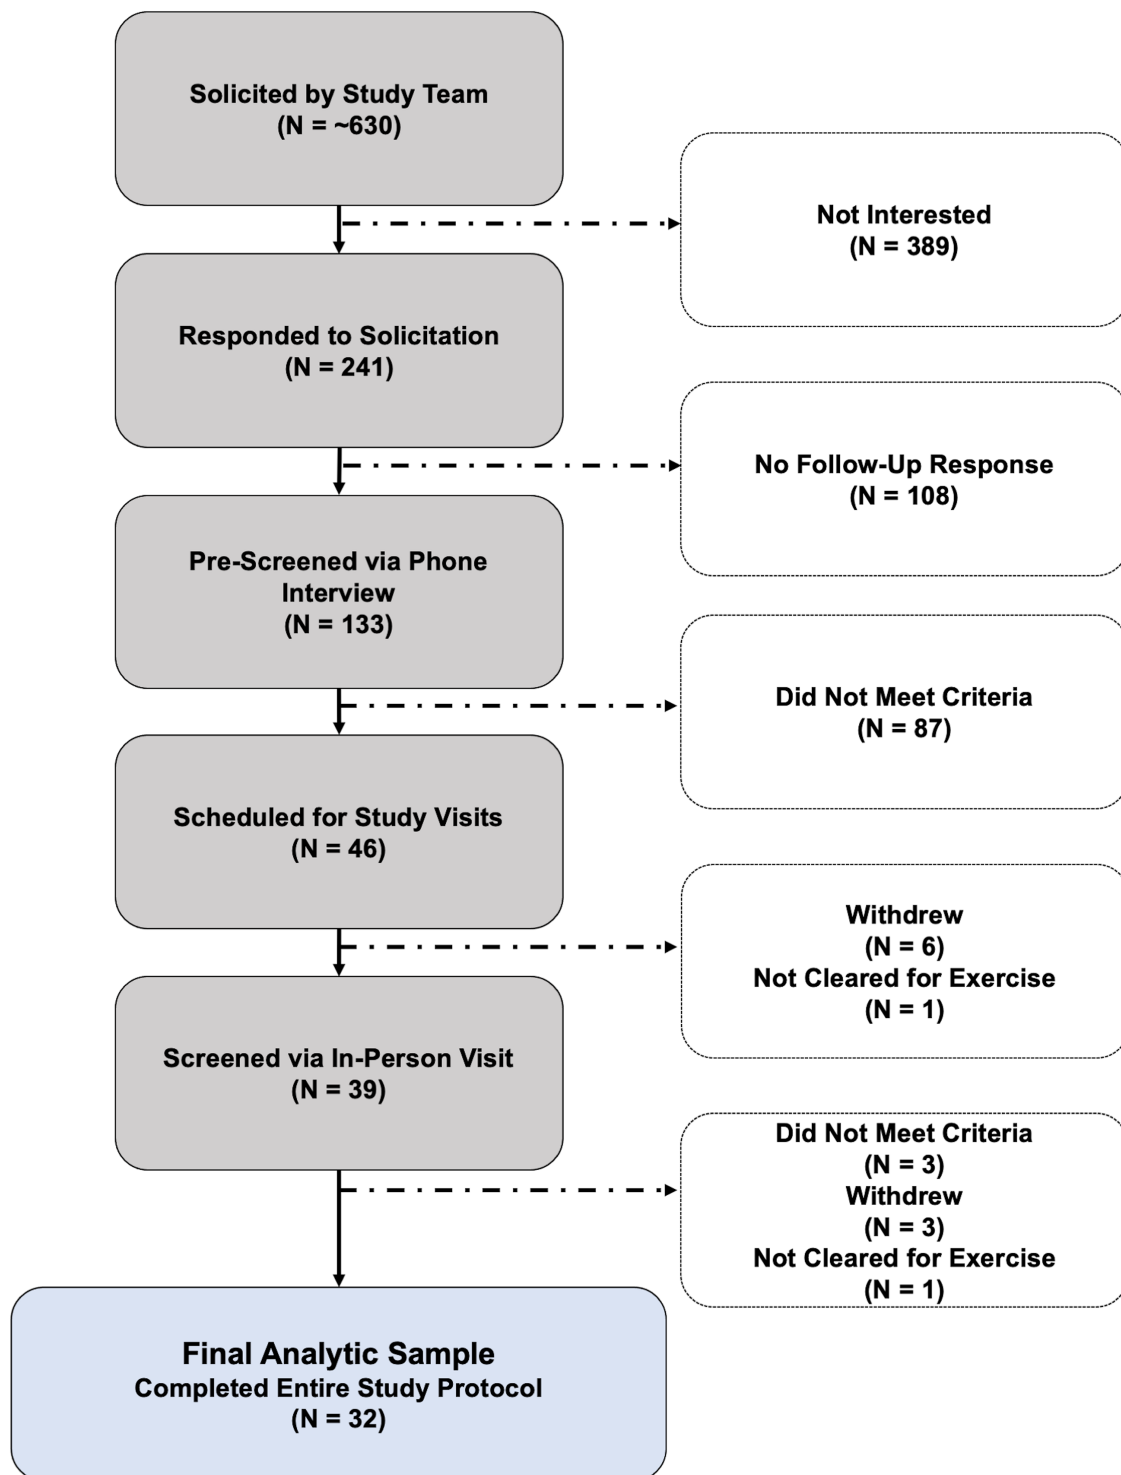 Solicited by Study Team
(N = ~630)
Not Interested
(N = 389)
Responded to Solicitation
(N = 241)
No Follow-Up Response
(N = 108)
Pre-Screened via Phone
Interview
(N = 133)
Did Not Meet Criteria
(N = 87)
Scheduled for Study Visits
(N = 46)
Withdrew
(N = 6)
Not Cleared for Exercise
(N = 1)
Screened via In-Person Visit
(N = 39)
Did Not Meet Criteria
(N = 3)
Withdrew
(N = 3)
Not Cleared for Exercise
(N = 1)
Final Analytic Sample
Completed Entire Study Protocol
(N = 32)